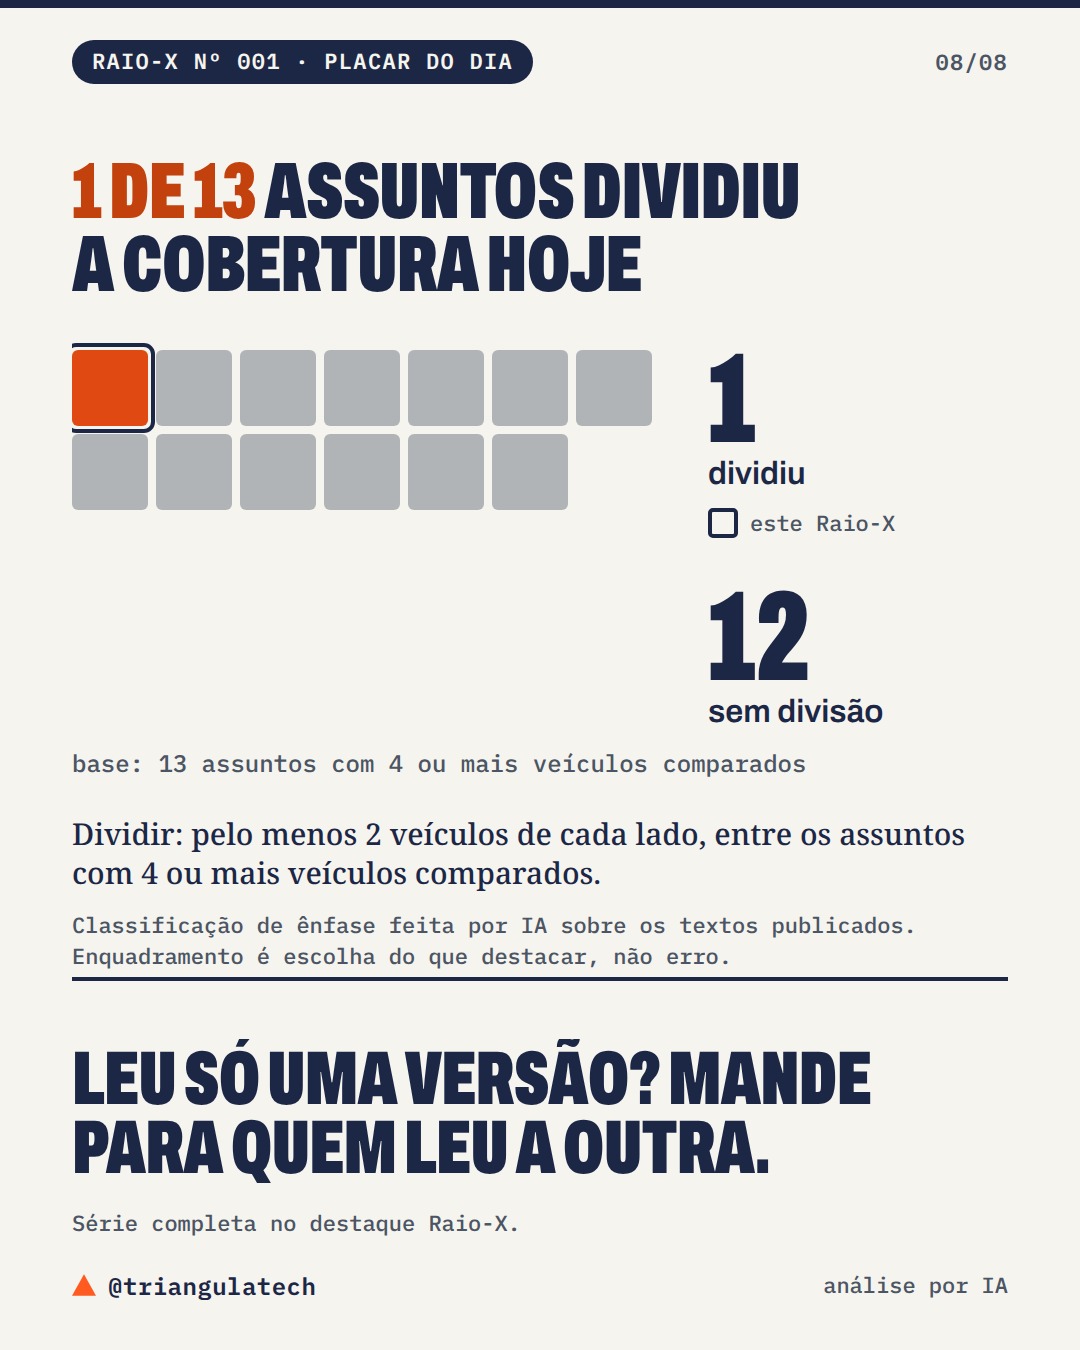 RAIO-X Nº 001 · PLACAR DO DIA
08/08
1 DE 13 ASSUNTOS DIVIDIU
A COBERTURA HOJE
1
dividiu
este Raio-X
12
sem divisão
base: 13 assuntos com 4 ou mais veículos comparados
Dividir: pelo menos 2 veículos de cada lado, entre os assuntos
com 4 ou mais veículos comparados.
Classificação de ênfase feita por IA sobre os textos publicados.
Enquadramento é escolha do que destacar, não erro.
LEU SÓ UMA VERSÃO? MANDE
PARA QUEM LEU A OUTRA.
Série completa no destaque Raio-X.
@triangulatech
análise por IA